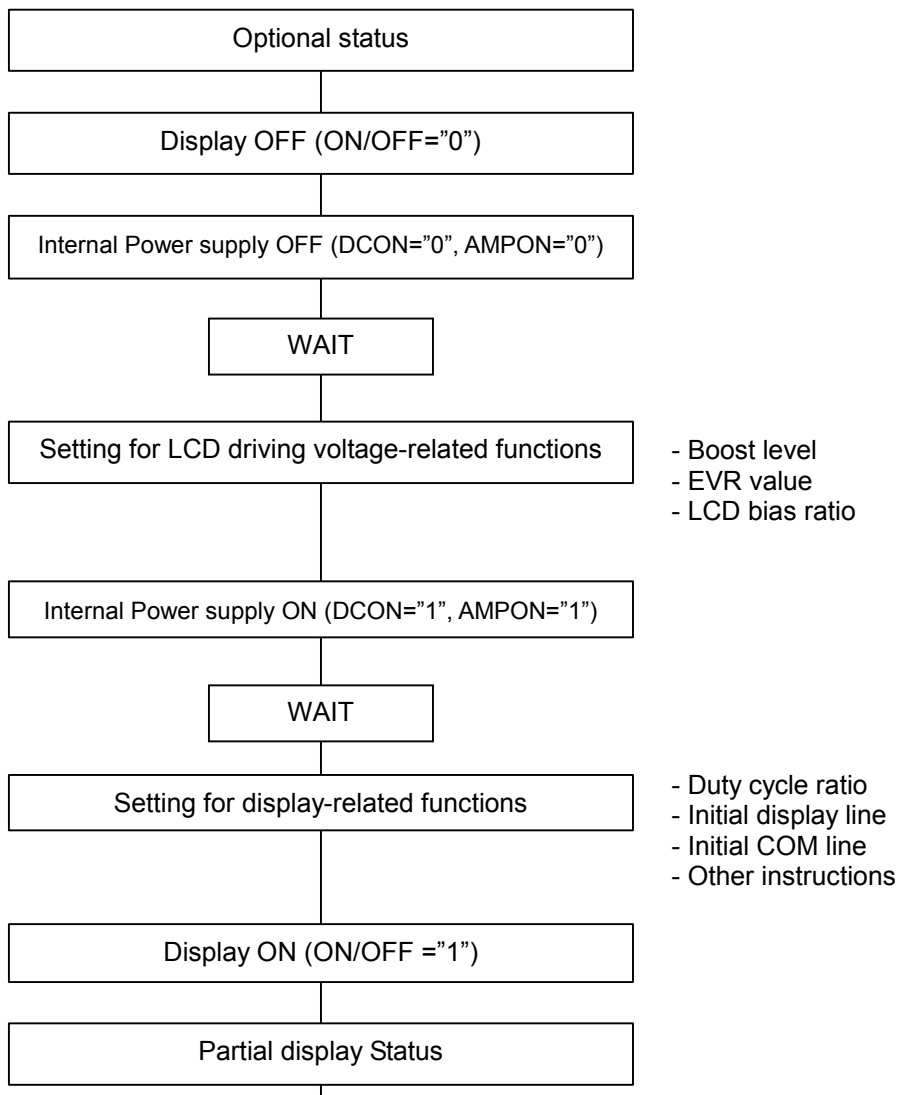 Optional status
Display OFF (ON/OFF=”0”)
Internal Power supply OFF (DCON=”0”, AMPON=”0”)
WAIT
Setting for LCD driving voltage-related functions
- Boost level
- EVR value
- LCD bias ratio
Internal Power supply ON (DCON=”1”, AMPON=”1”)
WAIT
Setting for display-related functions
- Duty cycle ratio
- Initial display line
- Initial COM line
- Other instructions
Display ON (ON/OFF =”1”)
Partial display Status